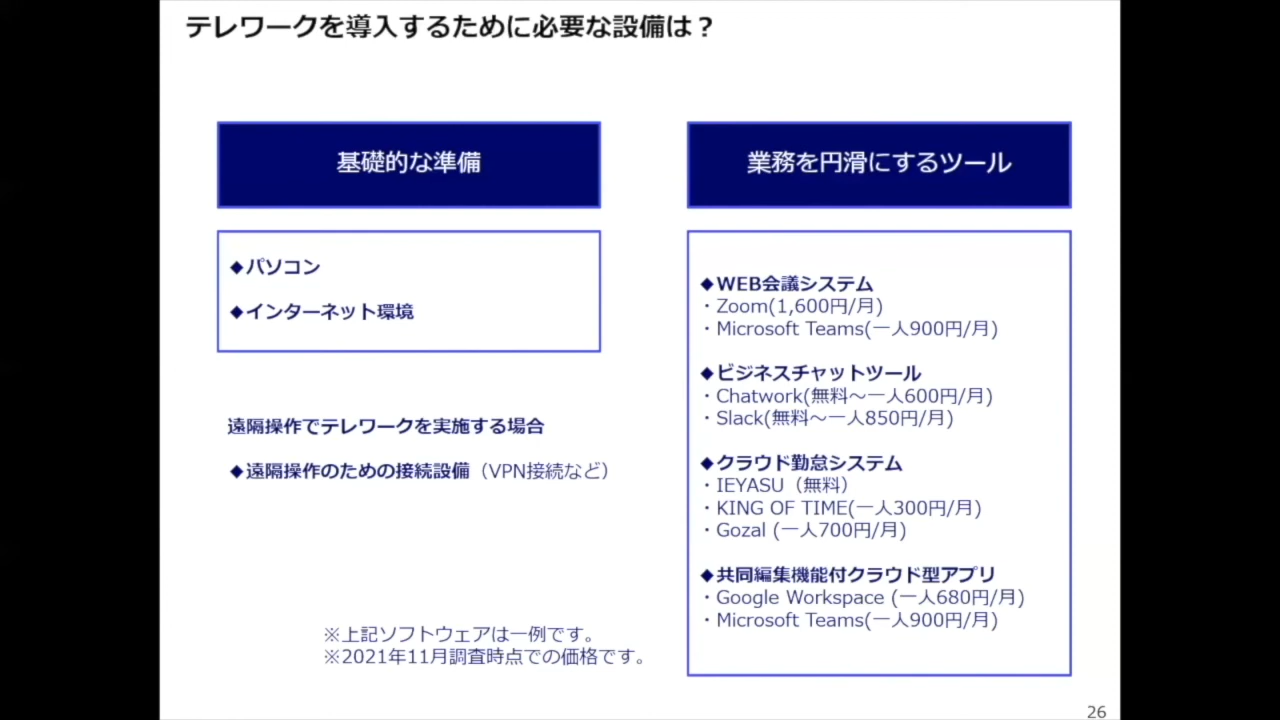 テレワークを導入するために必要な設備は？
基礎的な準備
◆パソコン
◆インターネット環境
遠隔操作でテレワークを実施する場合
◆遠隔操作のための接続設備（VPN接続など）
業務を円滑にするツール
◆WEB会議システム
・Zoom(1,600円/月)
・Microsoft Teams(一人900円/月)
◆ビジネスチャットツール
・Chatwork(無料～一人600円/月)
・Slack(無料～一人850円/月)
◆クラウド勤怠システム
・IEYASU（無料）
・KING OF TIME(一人300円/月)
・Gozal (一人700円/月)
◆共同編集機能付クラウド型アプリ
・Google Workspace (一人680円/月)
・Microsoft Teams(一人900円/月)
※上記ソフトウェアは一例です。
※2021年11月調査時点での価格です。
26